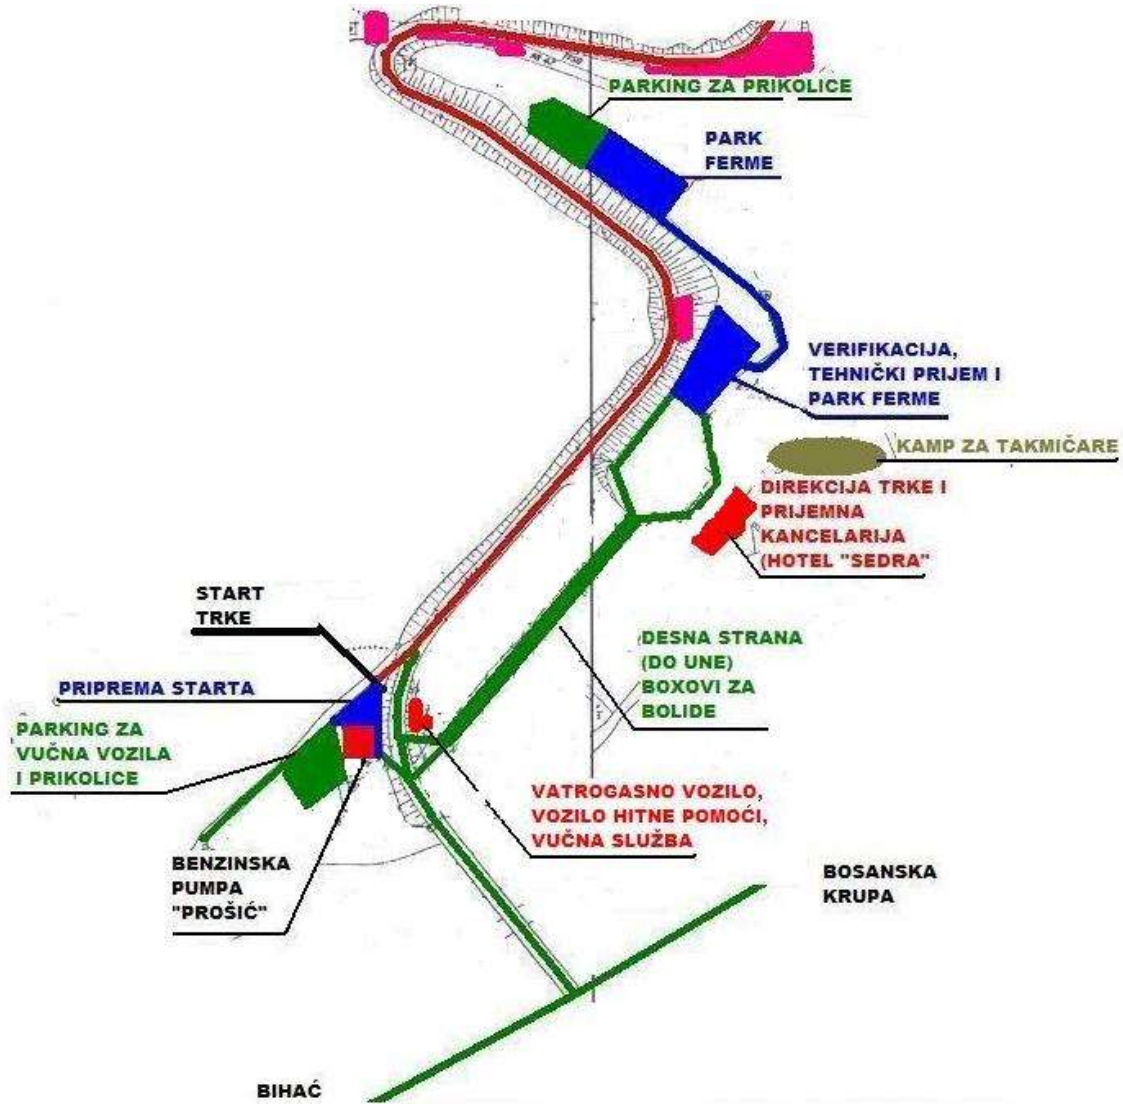 PARKING ZA PRIKOLICE
PARK
FERME
VERIFIKACIJA,
TEHNIČKI PRIJEM I
PARK FERME
KAMP ZA TAKMIČARE
DIREKCIJA TRKE I
PRIJEMNA
KANCELARIJA
(HOTEL "SEDRA"
START
TRKE
DESNA STRANA
(DO UNE)
BOXOVI ZA
BOLIDE
PRIPREMA STARTA
PARKING ZA
VUČNA VOZILA
I PRIKOLICE
VATROGASNO VOZILO,
VOZILO HITNE POMOĆI,
VUČNA SLUŽBA
BENZINSKA
PUMPA
"PROŠIĆ"
BOSANSKA
KRUPA
BIHAĆ